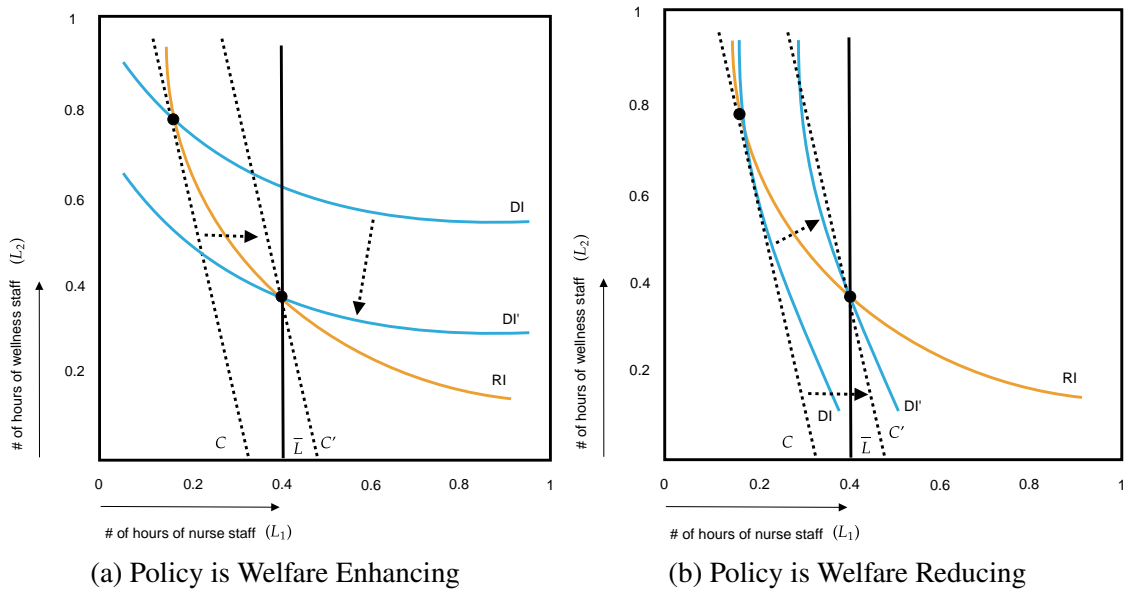 1
0.8
0.6
0.4
0.2
# of hours of wellness staff (L₂)
DI
DI'
RI
C
L̅
C′
0
0.2
0.4
0.6
0.8
1
# of hours of nurse staff (L₁)
(a) Policy is Welfare Enhancing
1
0.8
0.6
0.4
0.2
# of hours of wellness staff (L₂)
RI
DI
DI'
C
L̅
C′
0
0.2
0.4
0.6
0.8
1
# of hours of nurse staff (L₁)
(b) Policy is Welfare Reducing